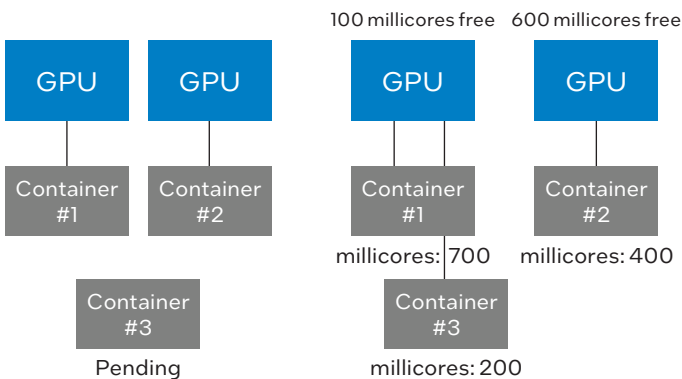 100 millicores free
600 millicores free
GPU
GPU
GPU
GPU
Container
#1
Container
#2
Container
#1
Container
#2
millicores: 700
millicores: 400
Container
#3
Container
#3
Pending
millicores: 200